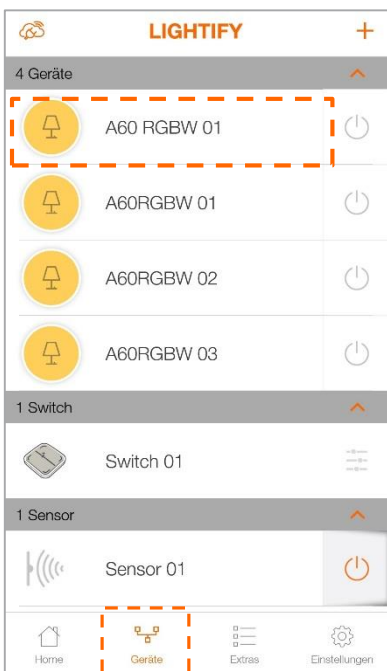 LIGHTIFY
4 Geräte
A60 RGBW 01
A60RGBW 01
A60RGBW 02
A60RGBW 03
1 Switch
Switch 01
1 Sensor
Sensor 01
Home Geräte Extras Einstellungen